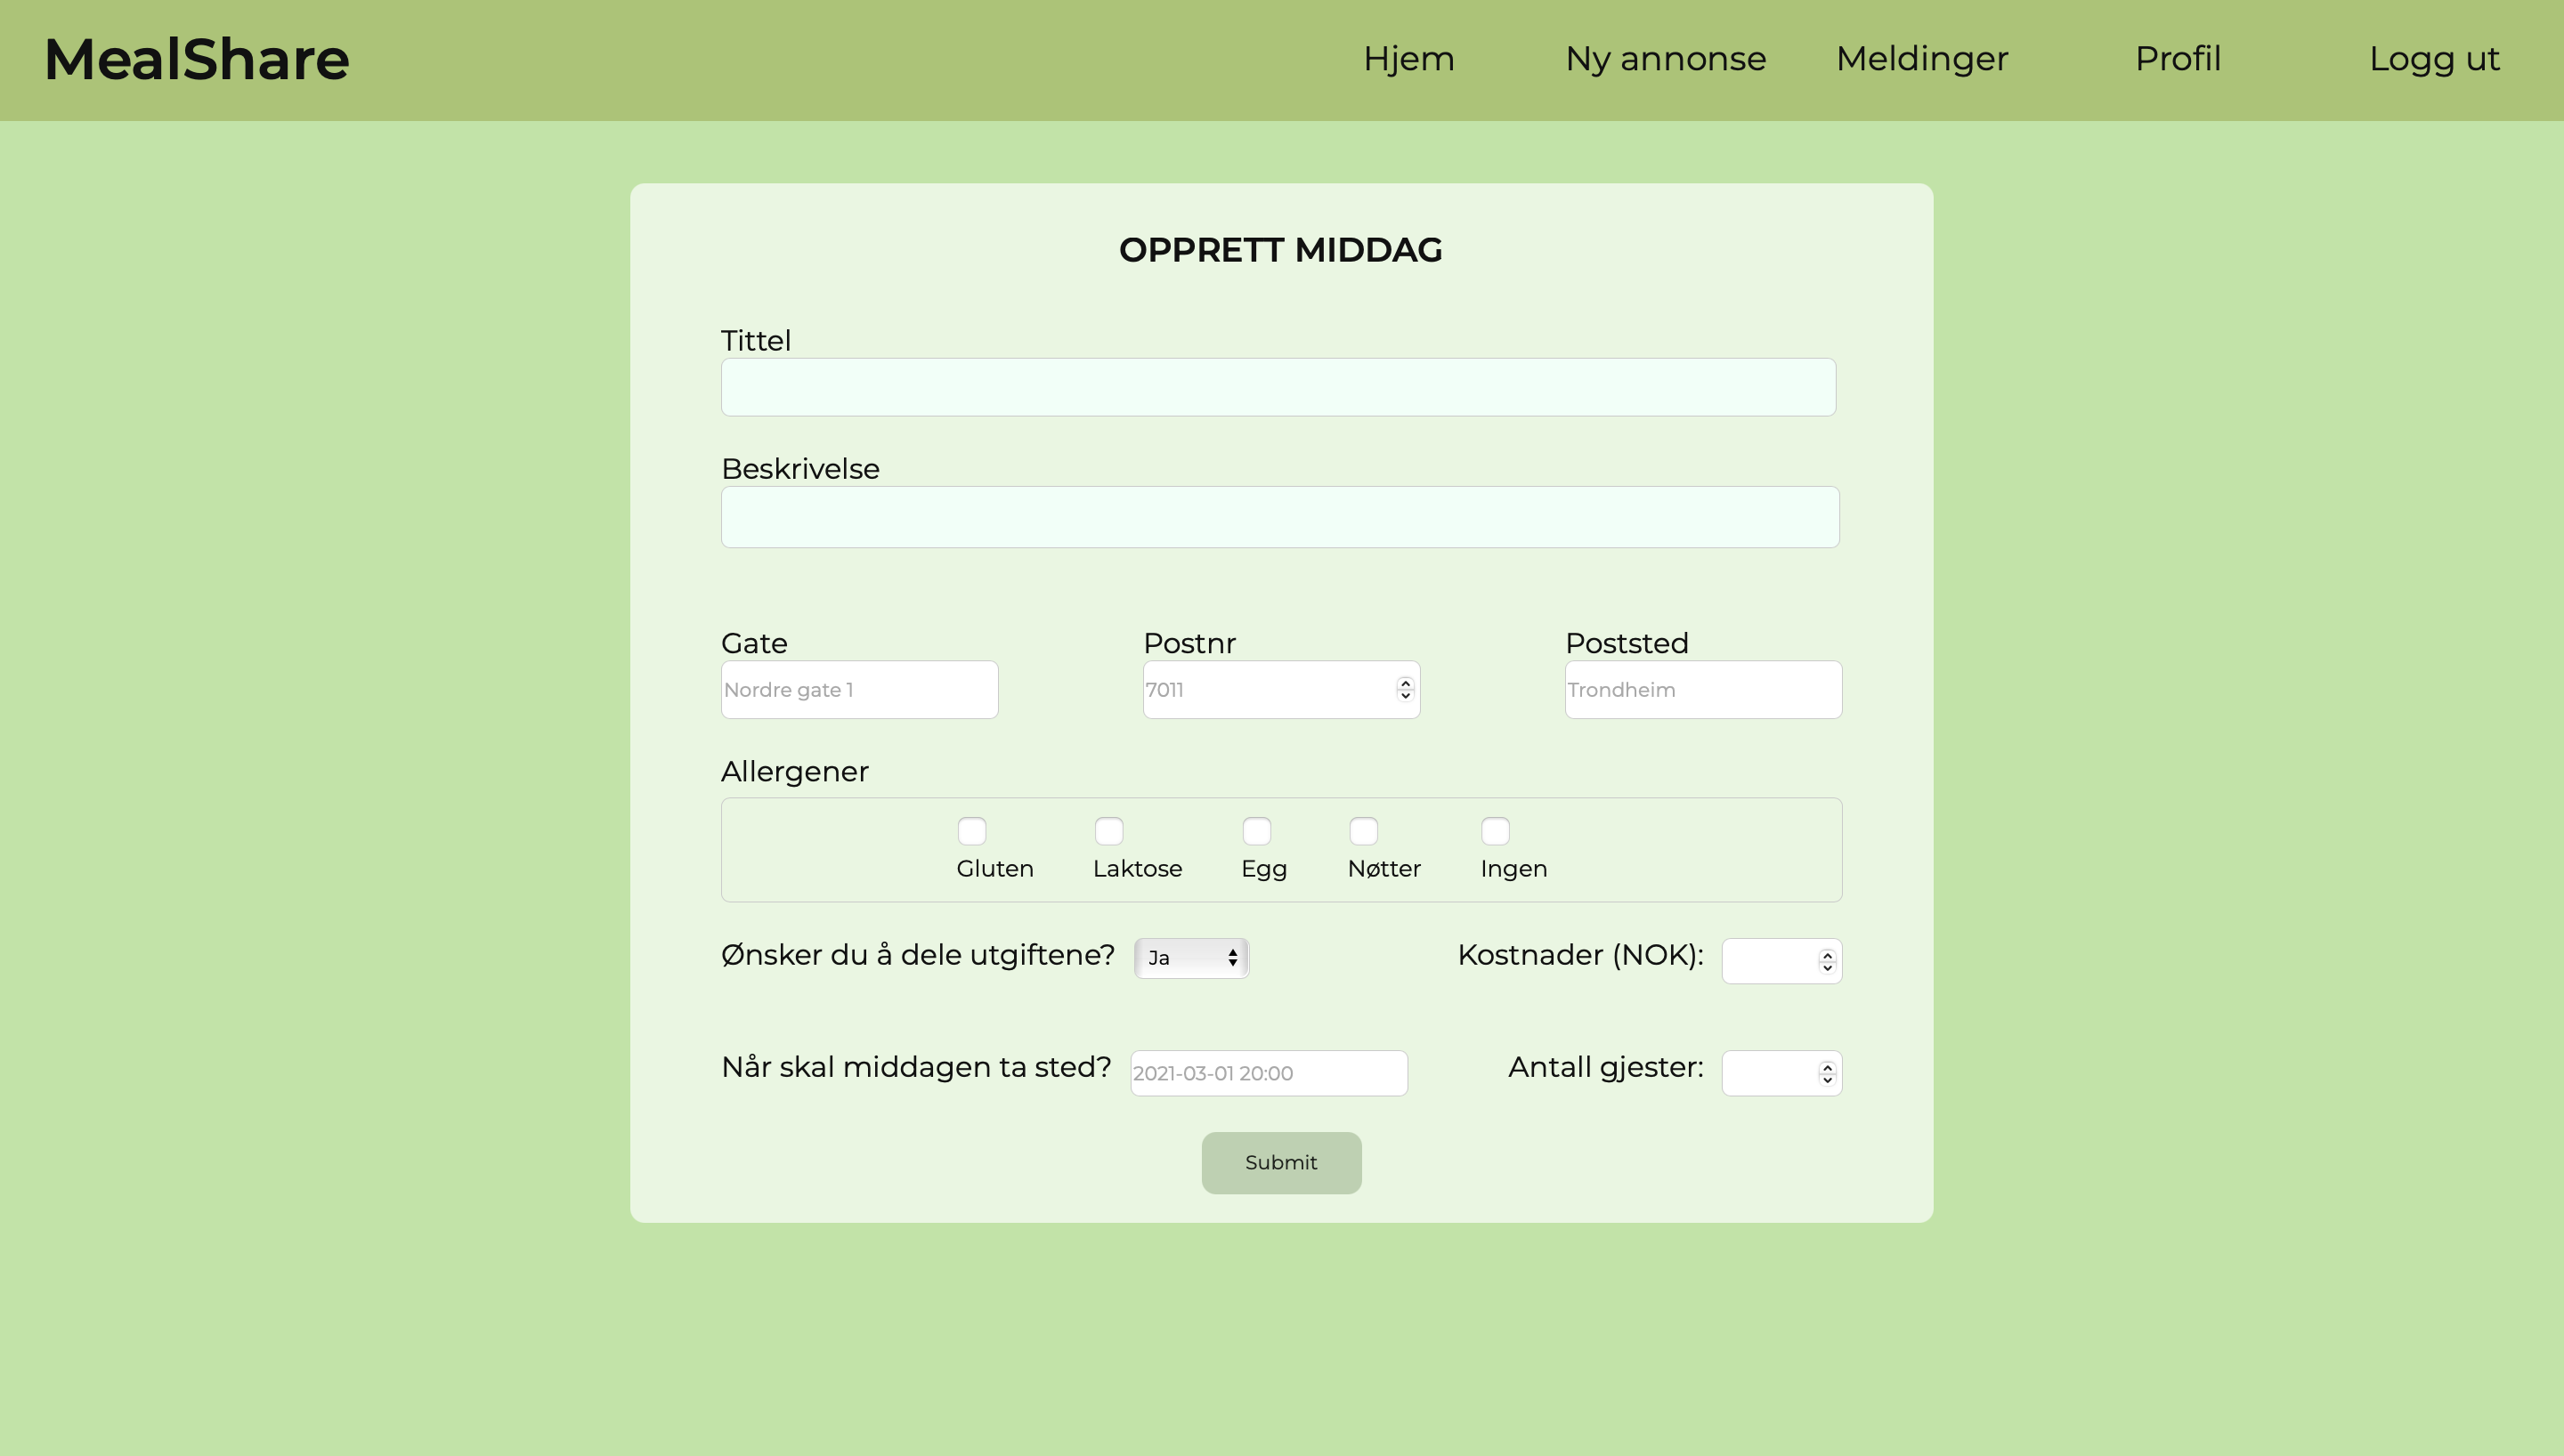 MealShare Hjem Ny annonse Meldinger Profil Logg ut
OPPRETT MIDDAG
Tittel
Beskrivelse
Gate Postnr Poststed
Nordre gate 1 7011 Trondheim
Allergener
Gluten Laktose Egg Nøtter Ingen
Ønsker du å dele utgiftene? Ja Kostnader (NOK):
Når skal middagen ta sted? 2021-03-01 20:00 Antall gjester:
Submit